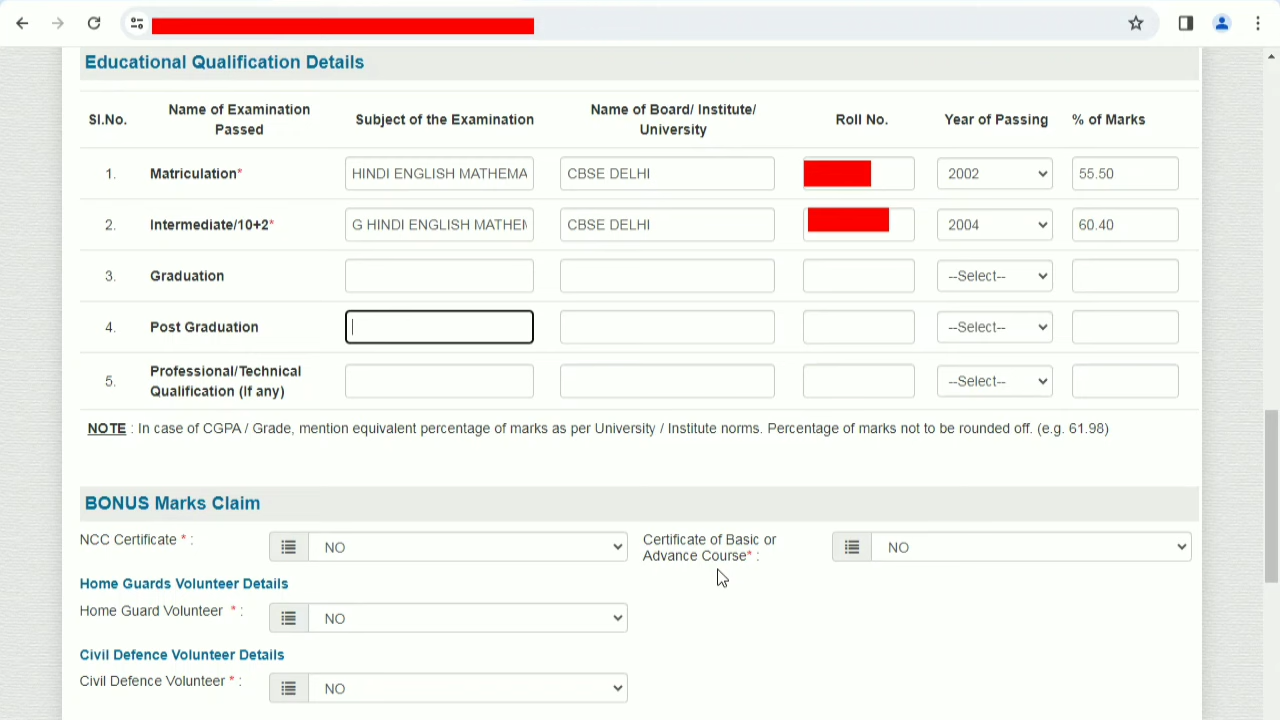 Educational Qualification Details
Sl.No. Name of Examination Passed Subject of the Examination Name of Board/ Institute/ University Roll No. Year of Passing % of Marks
1. Matriculation* HINDI ENGLISH MATHEMA CBSE DELHI 2002 55.50
2. Intermediate/10+2* G HINDI ENGLISH MATHEM CBSE DELHI 2004 60.40
3. Graduation --Select--
4. Post Graduation --Select--
5. Professional/Technical Qualification (If any) --Select--
NOTE : In case of CGPA / Grade, mention equivalent percentage of marks as per University / Institute norms. Percentage of marks not to be rounded off. (e.g. 61.98)
BONUS Marks Claim
NCC Certificate * : NO Certificate of Basic or Advance Course* : NO
Home Guards Volunteer Details
Home Guard Volunteer * : NO
Civil Defence Volunteer Details
Civil Defence Volunteer * : NO